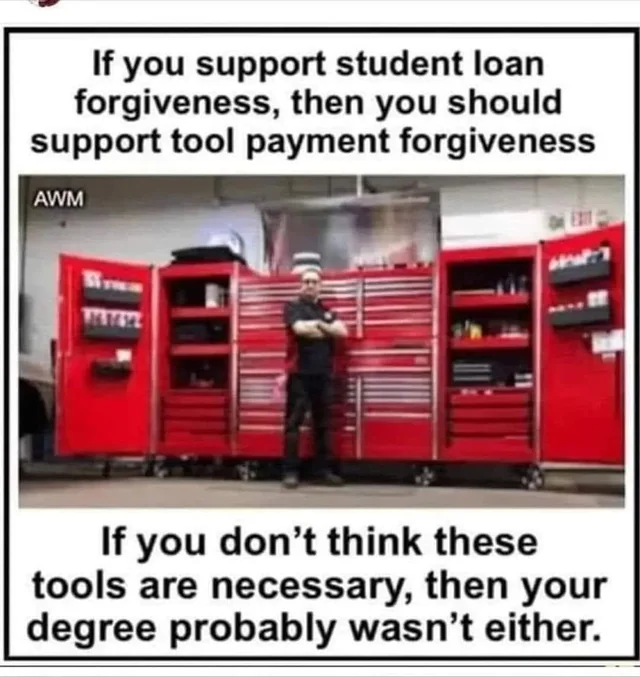 If you support student loan
forgiveness, then you should
support tool payment forgiveness
AWM
EXIT
If you don't think these
tools are necessary, then your
degree probably wasn't either.